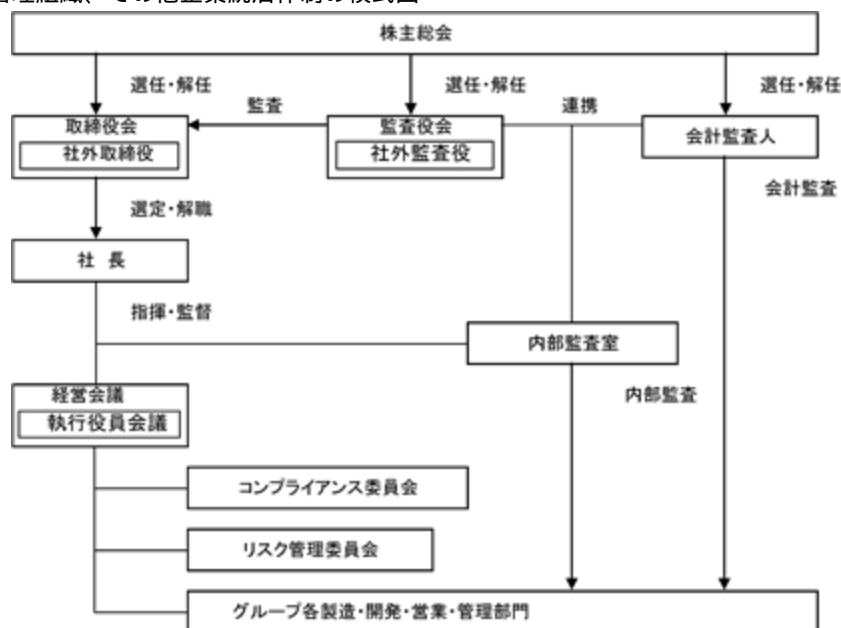 管理組織、その他企業統治体制の模式図
株主総会
選任・解任
選任・解任
選任・解任
監査
連携
取締役会
社外取締役
監査役会
社外監査役
会計監査人
会計監査
選定・解職
社 長
指揮・監督
内部監査室
内部監査
経営会議
執行役員会議
コンプライアンス委員会
リスク管理委員会
グループ各製造・開発・営業・管理部門